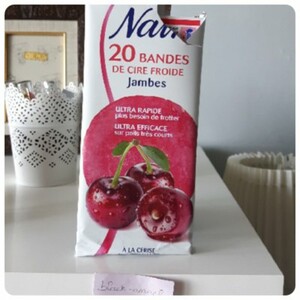 Nair
20 BANDES
DE CIRE FROIDE
Jambes
ULTRA RAPIDE
plus besoin de frotter
ULTRA EFFICACE
sur poils très courts
À LA CERISE